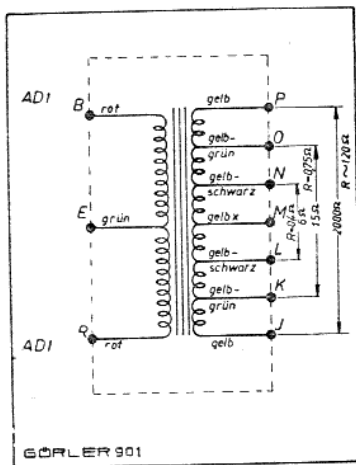 AD1
B
rot
E
grün
R
rot
AD1
gelb
P
gelb-
grün
O
gelb-
schwarz
N
gelb x
M
gelb-
schwarz
L
gelb-
grün
K
gelb
J
R=0,4Ω
6Ω
R=0,75Ω
15Ω
2000Ω
R~120Ω
GÖRLER 901